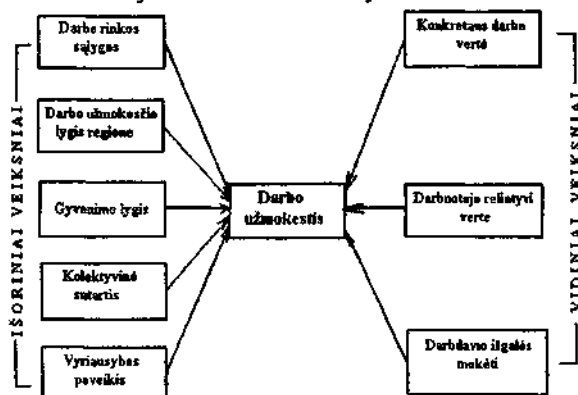 IŠORINIAI VEIKSNIAI
Darbo rinkos
sąlygos
Darbo užmokesčio
lygis regione
Gyvenimo lygis
Kolektyvinė
sutartis
Vyriausybės
poveikis
Darbo
užmokestis
Konkretaus darbo
vertė
Darbuotojo reliatyvi
verte
Darbdavio išgalės
mokėti
VIDINIAI VEIKSNIAI